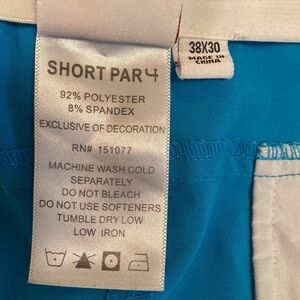 SHORT PAR 4
92% POLYESTER
8% SPANDEX
EXCLUSIVE OF DECORATION
RN# 151077
MACHINE WASH COLD
SEPARATELY
DO NOT BLEACH
DO NOT USE SOFTENERS
TUMBLE DRY LOW
LOW IRON
38X30
MADE IN
CHINA